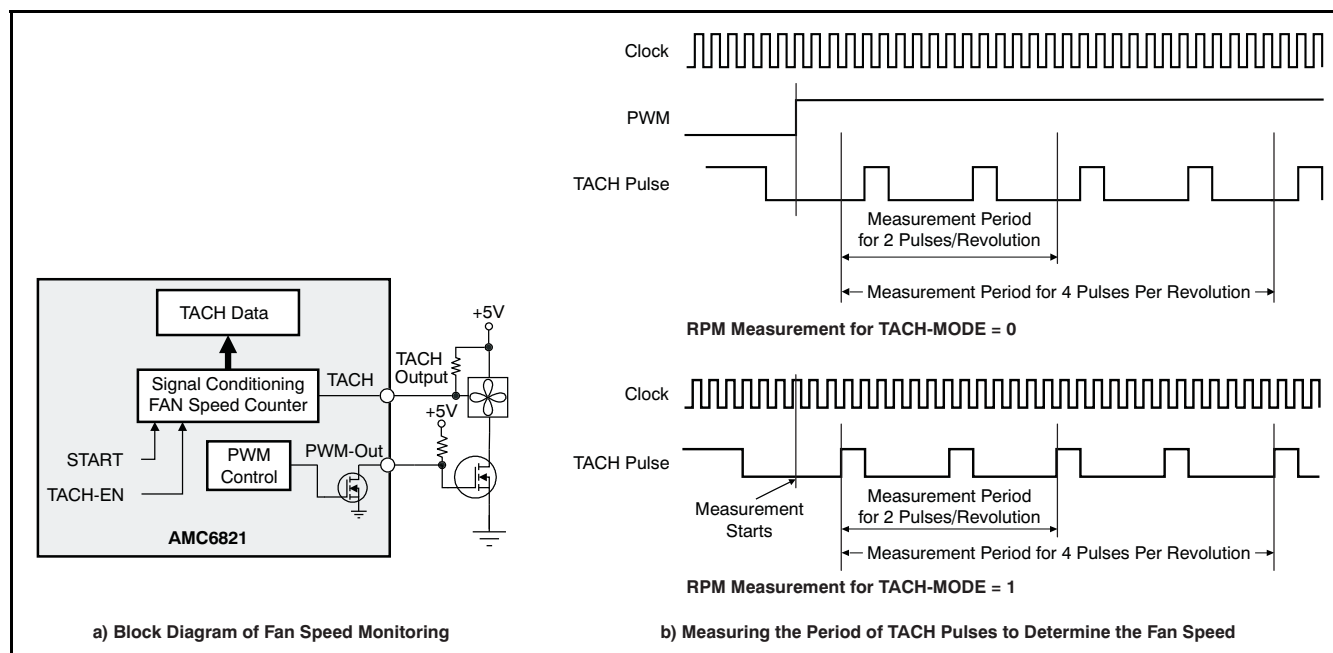 TACH Data
Signal Conditioning
FAN Speed Counter
TACH
TACH
Output
+5V
+5V
START
TACH-EN
PWM
Control
PWM-Out
AMC6821
a) Block Diagram of Fan Speed Monitoring
Clock
PWM
TACH Pulse
Measurement Period
for 2 Pulses/Revolution
Measurement Period for 4 Pulses Per Revolution
RPM Measurement for TACH-MODE = 0
Clock
TACH Pulse
Measurement
Starts
Measurement Period
for 2 Pulses/Revolution
Measurement Period for 4 Pulses Per Revolution
RPM Measurement for TACH-MODE = 1
b) Measuring the Period of TACH Pulses to Determine the Fan Speed